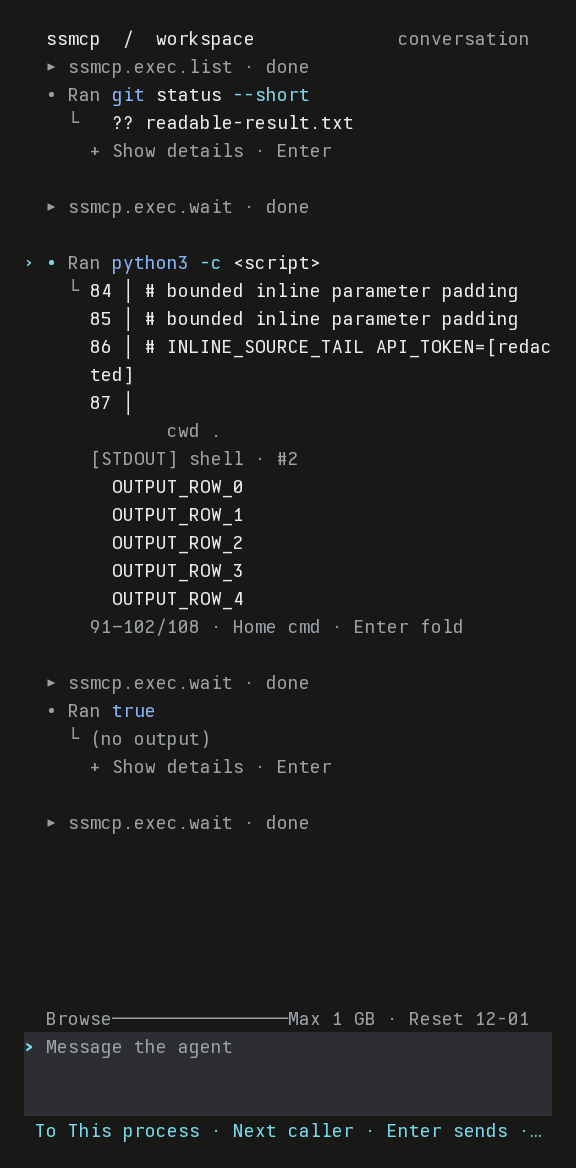 ssmcp  /  workspace             conversation
▸ ssmcp.exec.list · done
• Ran git status --short
└   ?? readable-result.txt
+ Show details · Enter
▸ ssmcp.exec.wait · done
› • Ran python3 -c <script>
└ 84 │ # bounded inline parameter padding
85 │ # bounded inline parameter padding
86 │ # INLINE_SOURCE_TAIL API_TOKEN=[redac
ted]
87 │
cwd .
[STDOUT] shell · #2
OUTPUT_ROW_0
OUTPUT_ROW_1
OUTPUT_ROW_2
OUTPUT_ROW_3
OUTPUT_ROW_4
91–102/108 · Home cmd · Enter fold
▸ ssmcp.exec.wait · done
• Ran true
└ (no output)
+ Show details · Enter
▸ ssmcp.exec.wait · done
Browse────────────────Max 1 GB · Reset 12-01
› Message the agent
To This process · Next caller · Enter sends ·…